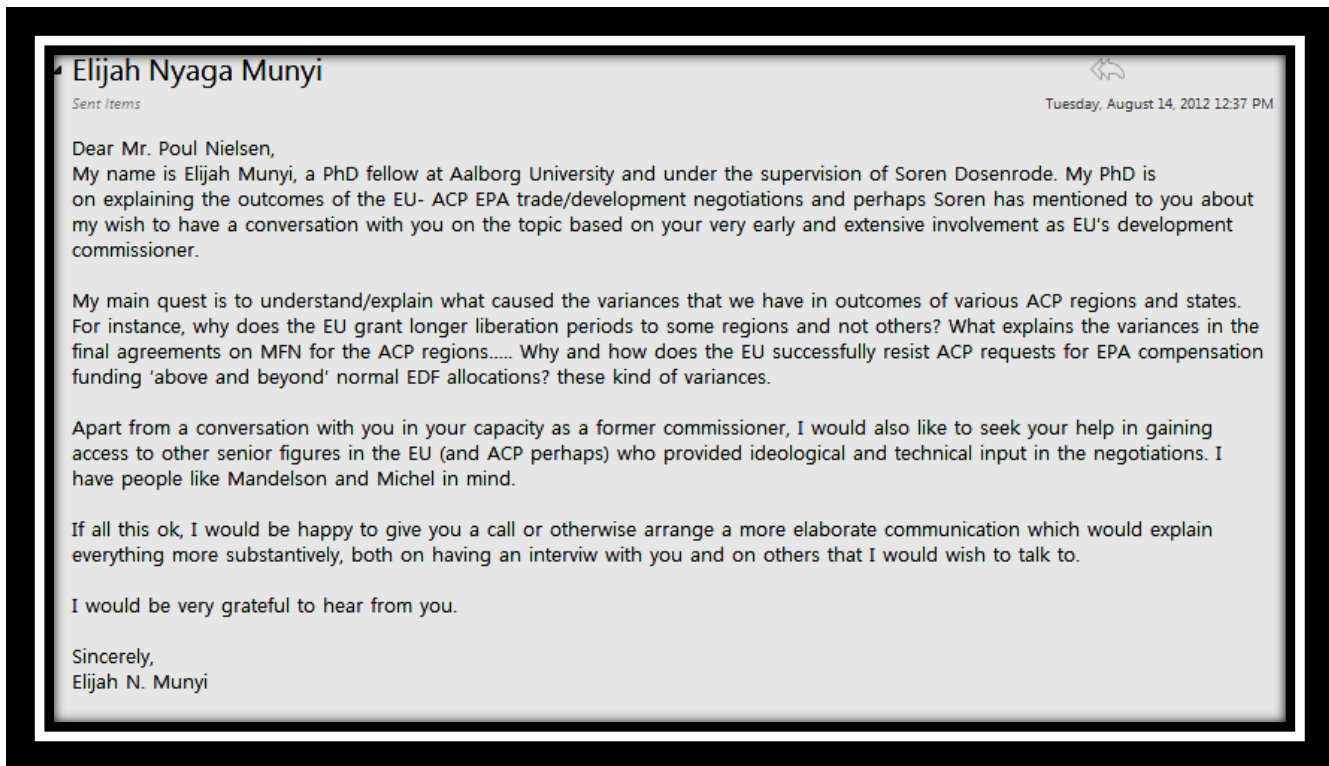 Elijah Nyaga Munyi
Sent Items
Tuesday, August 14, 2012 12:37 PM
Dear Mr. Poul Nielsen,
My name is Elijah Munyi, a PhD fellow at Aalborg University and under the supervision of Soren Dosenrode. My PhD is
on explaining the outcomes of the EU- ACP EPA trade/development negotiations and perhaps Soren has mentioned to you about
my wish to have a conversation with you on the topic based on your very early and extensive involvement as EU's development
commissioner.
My main quest is to understand/explain what caused the variances that we have in outcomes of various ACP regions and states.
For instance, why does the EU grant longer liberation periods to some regions and not others? What explains the variances in the
final agreements on MFN for the ACP regions..... Why and how does the EU successfully resist ACP requests for EPA compensation
funding 'above and beyond' normal EDF allocations? these kind of variances.
Apart from a conversation with you in your capacity as a former commissioner, I would also like to seek your help in gaining
access to other senior figures in the EU (and ACP perhaps) who provided ideological and technical input in the negotiations. I
have people like Mandelson and Michel in mind.
If all this ok, I would be happy to give you a call or otherwise arrange a more elaborate communication which would explain
everything more substantively, both on having an interviw with you and on others that I would wish to talk to.
I would be very grateful to hear from you.
Sincerely,
Elijah N. Munyi